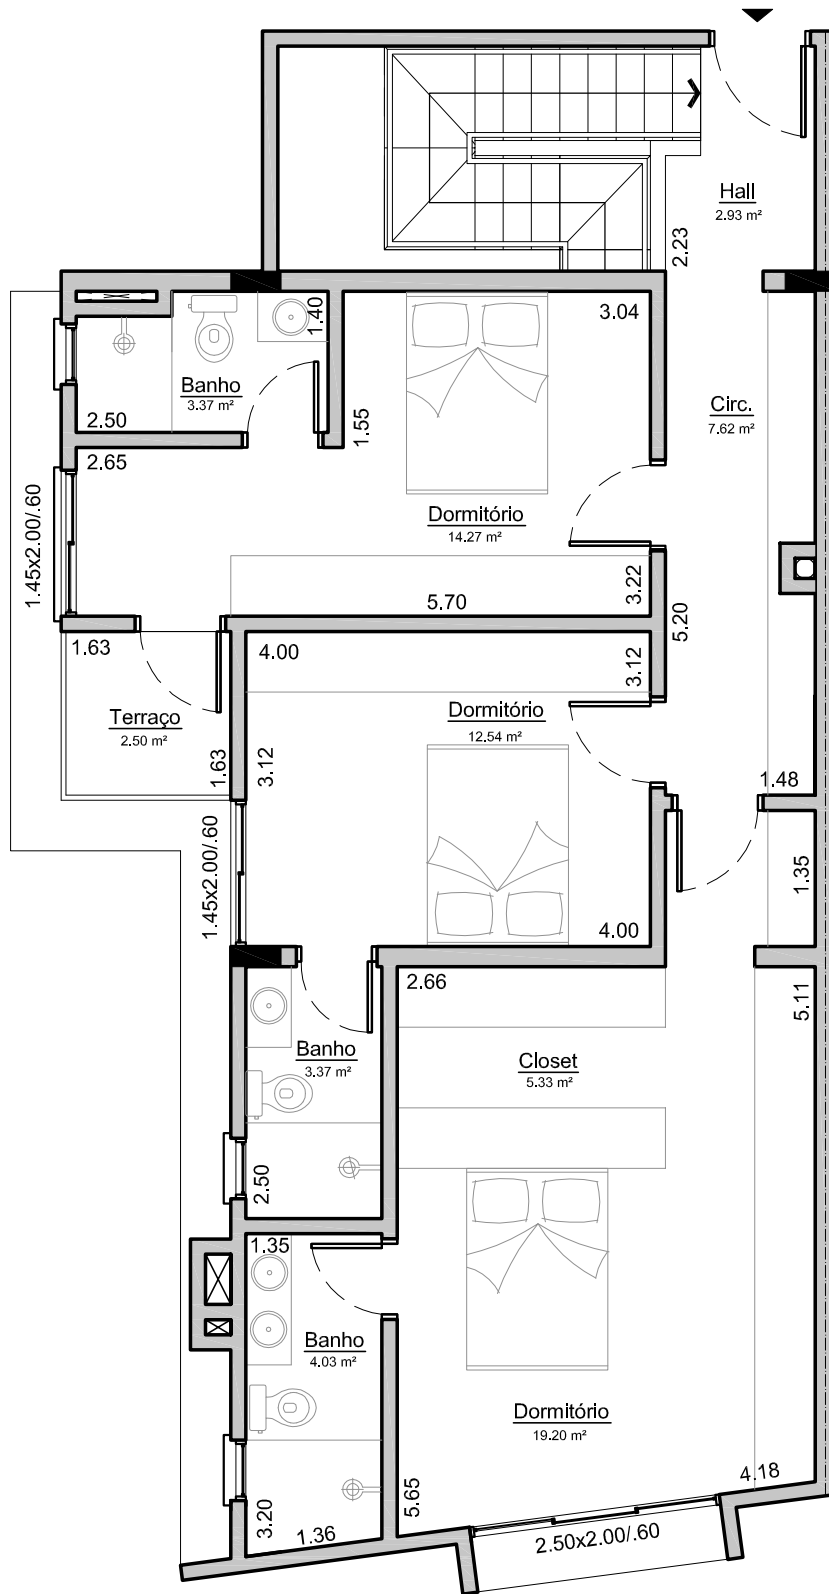 Hall
2.93 m²
2.23
1.40
3.04
Banho
3.37 m²
Circ.
7.62 m²
2.50
1.55
2.65
1.45x2.00/.60
Dormitório
14.27 m²
3.22
5.70
5.20
1.63
4.00
3.12
Terraço
2.50 m²
Dormitório
12.54 m²
1.63
3.12
1.48
1.45x2.00/.60
1.35
4.00
2.66
5.11
Banho
3.37 m²
Closet
5.33 m²
2.50
1.35
Banho
4.03 m²
Dormitório
19.20 m²
4.18
5.65
3.20
1.36
2.50x2.00/.60